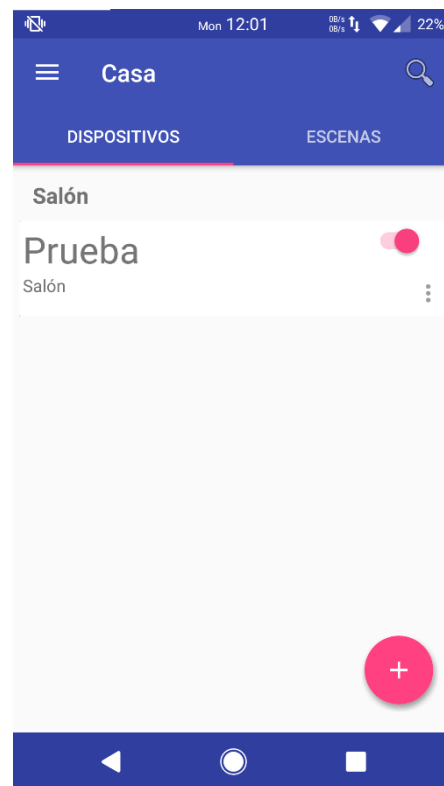 Mon 12:01
0B/s
0B/s
22%
Casa
DISPOSITIVOS
ESCENAS
Salón
Prueba
Salón